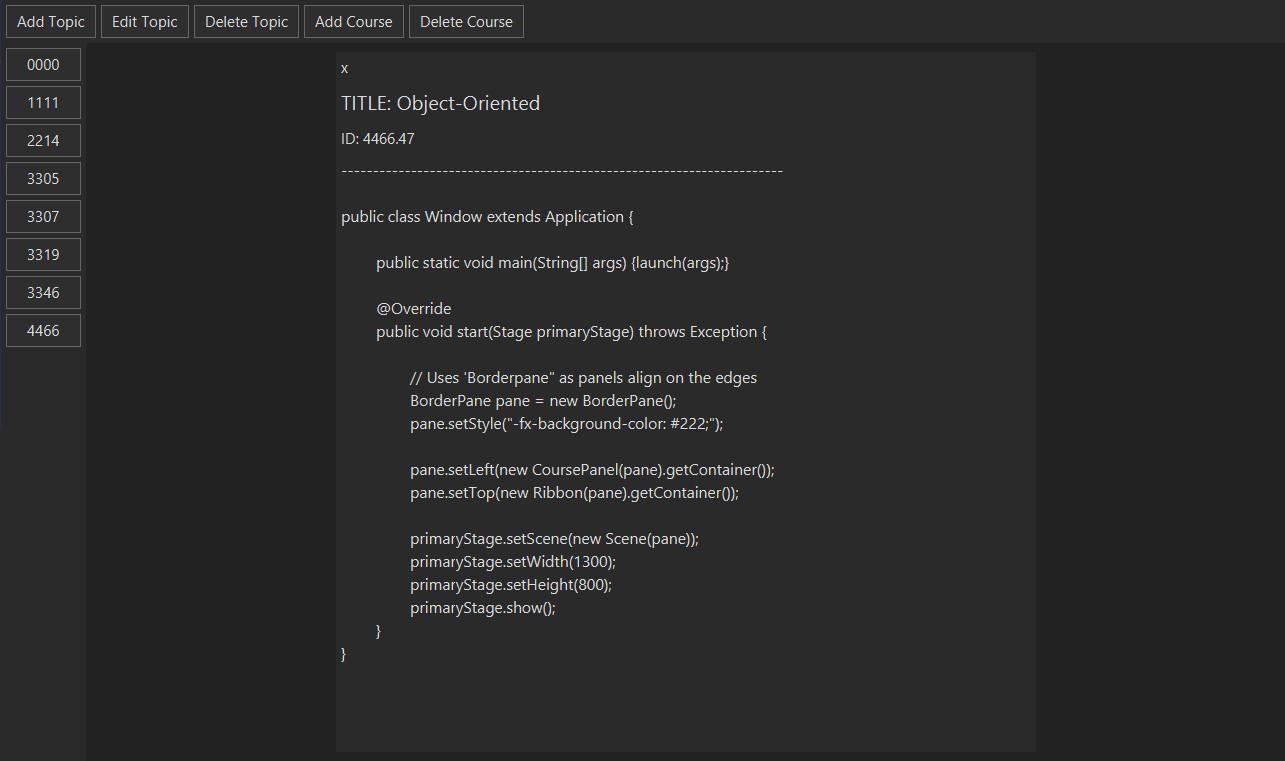 Add Topic Edit Topic Delete Topic Add Course Delete Course
0000
1111
2214
3305
3307
3319
3346
4466
x
TITLE: Object-Oriented
ID: 4466.47
----------------------------------------------------------------------
public class Window extends Application {
public static void main(String[] args) {launch(args);}
@Override
public void start(Stage primaryStage) throws Exception {
// Uses 'Borderpane" as panels align on the edges
BorderPane pane = new BorderPane();
pane.setStyle("-fx-background-color: #222;");
pane.setLeft(new CoursePanel(pane).getContainer());
pane.setTop(new Ribbon(pane).getContainer());
primaryStage.setScene(new Scene(pane));
primaryStage.setWidth(1300);
primaryStage.setHeight(800);
primaryStage.show();
}
}